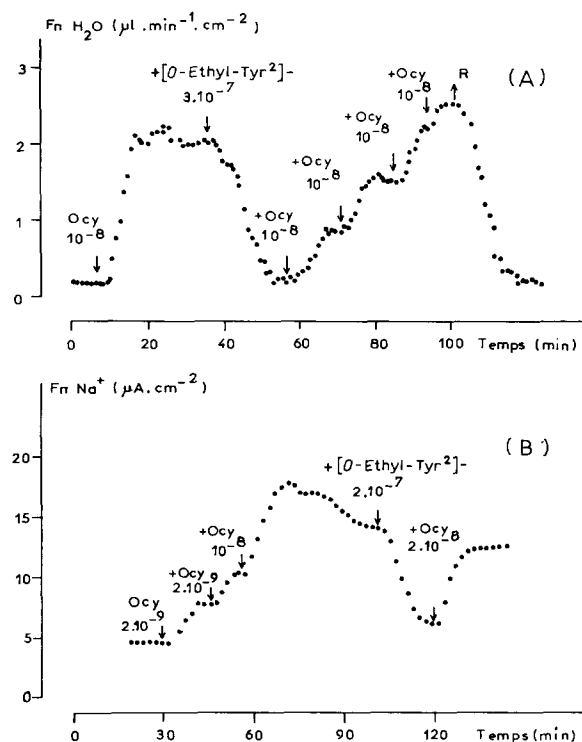 Fn H₂O (µl.min⁻¹.cm⁻²)
(A)
+[O-Ethyl-Tyr²]-
3.10⁻⁷
+Ocy
10⁻⁸
R
+Ocy
10⁻⁸
+Ocy
10⁻⁸
Ocy
10⁻⁸
+Ocy
10⁻⁸
3
2
1
0
0 20 40 60 80 100 Temps (min)
Fn Na⁺ (µA.cm⁻²)
(B)
+[O-Ethyl-Tyr²]-
2.10⁻⁷
+Ocy
10⁻⁸
+Ocy
2.10⁻⁸
+Ocy
2.10⁻⁹
Ocy
2.10⁻⁹
20
15
10
5
0
0 30 60 90 120 Temps (min)